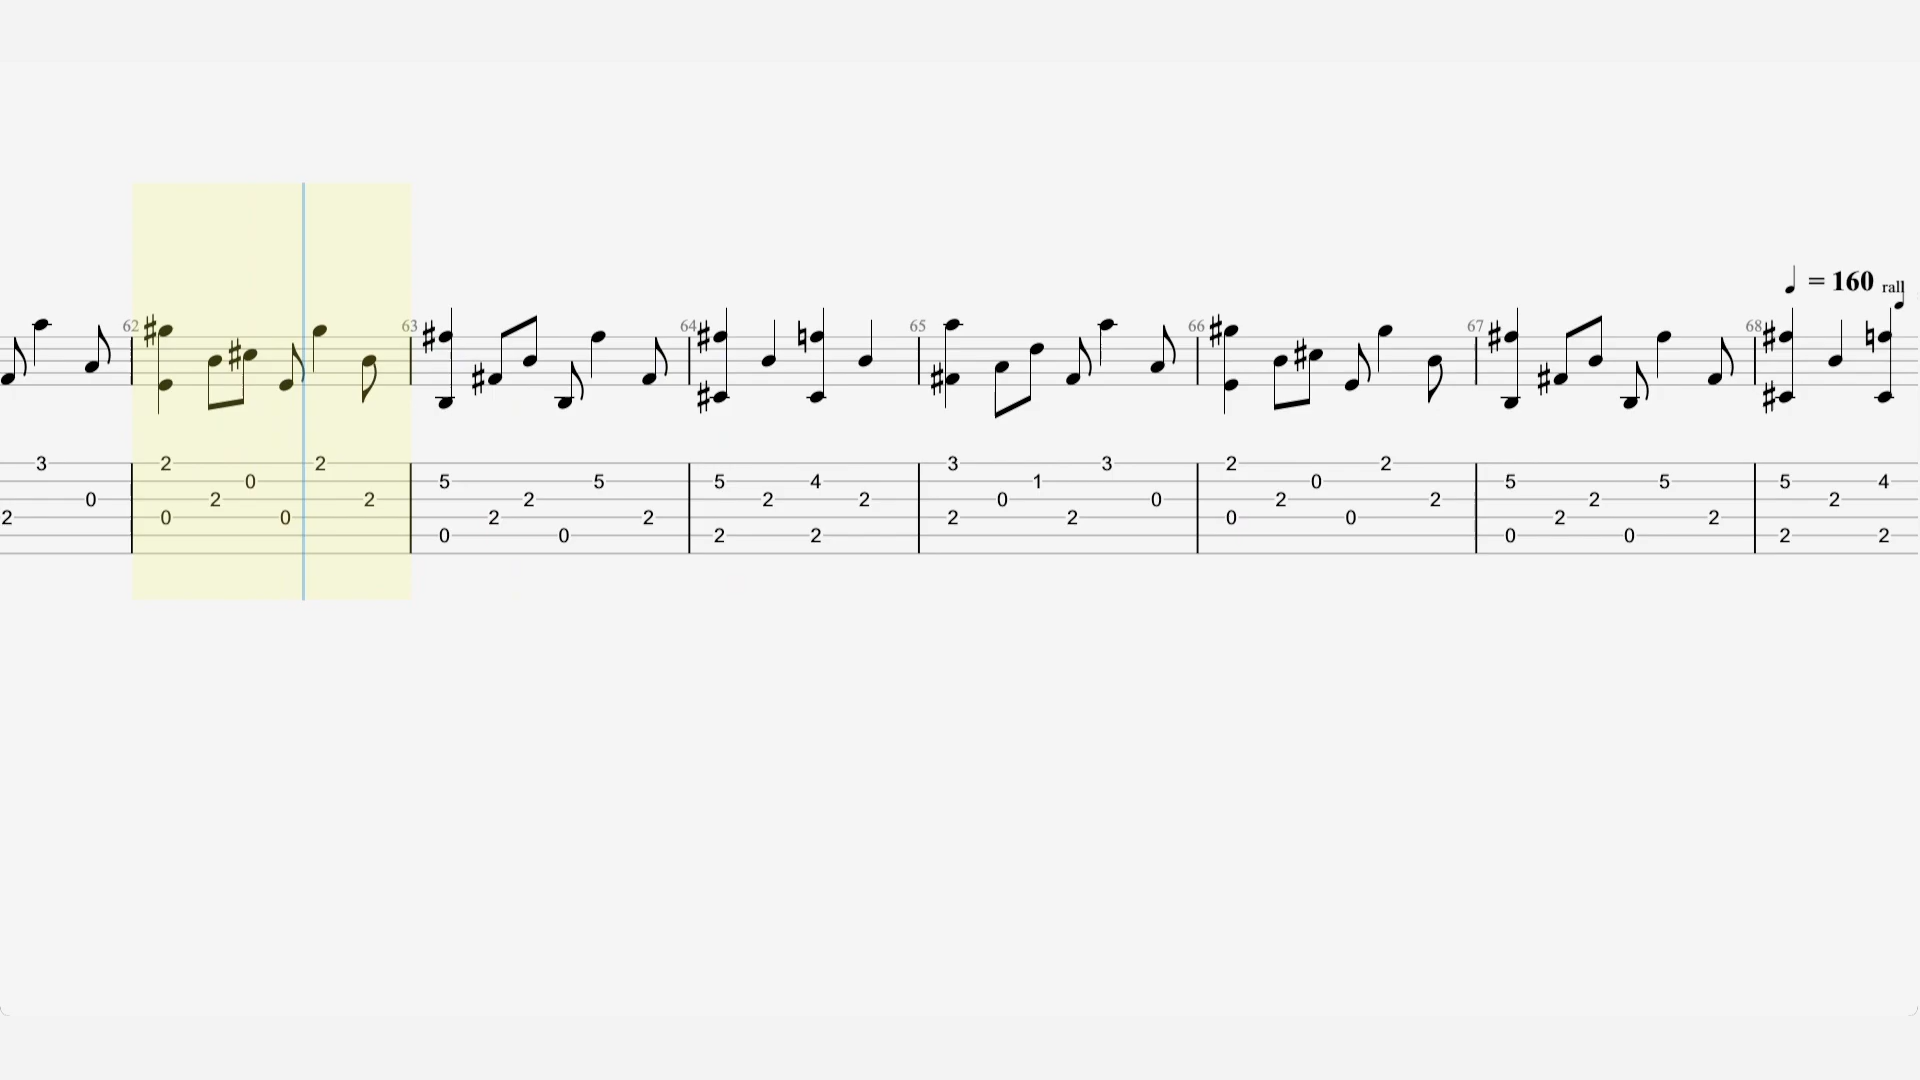 = 160 rall
62 63 64 65 66 67 68
3 2 2 3 3 2 2
0 5 5 5 4 1 0 5 5 5 4
0 2 2 2 2 2 0 0 2 2 2 2
2 0 0 2 2 2 2 0 0 2 2
0 0 2 2 0 0 2 2